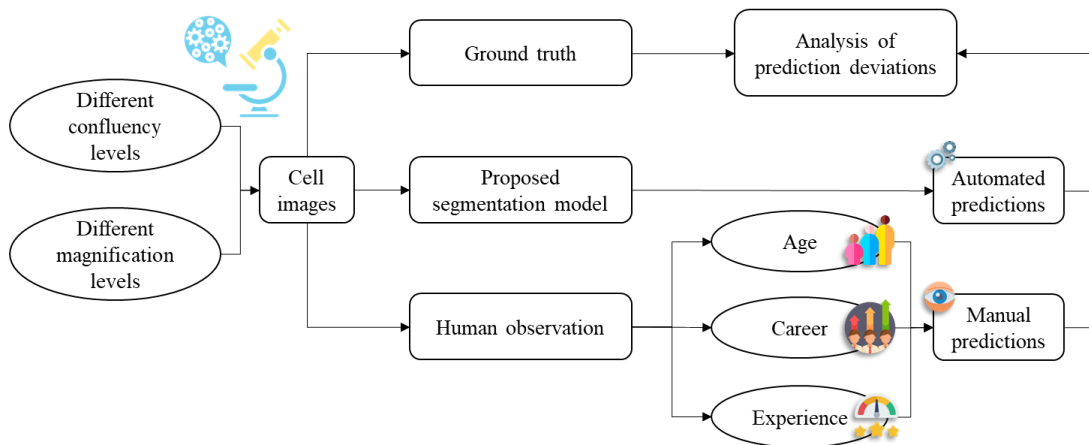 Different
confluency
levels
Different
magnification
levels
Cell
images
Ground truth
Analysis of
prediction deviations
Proposed
segmentation model
Automated
predictions
Human observation
Age
Career
Experience
Manual
predictions